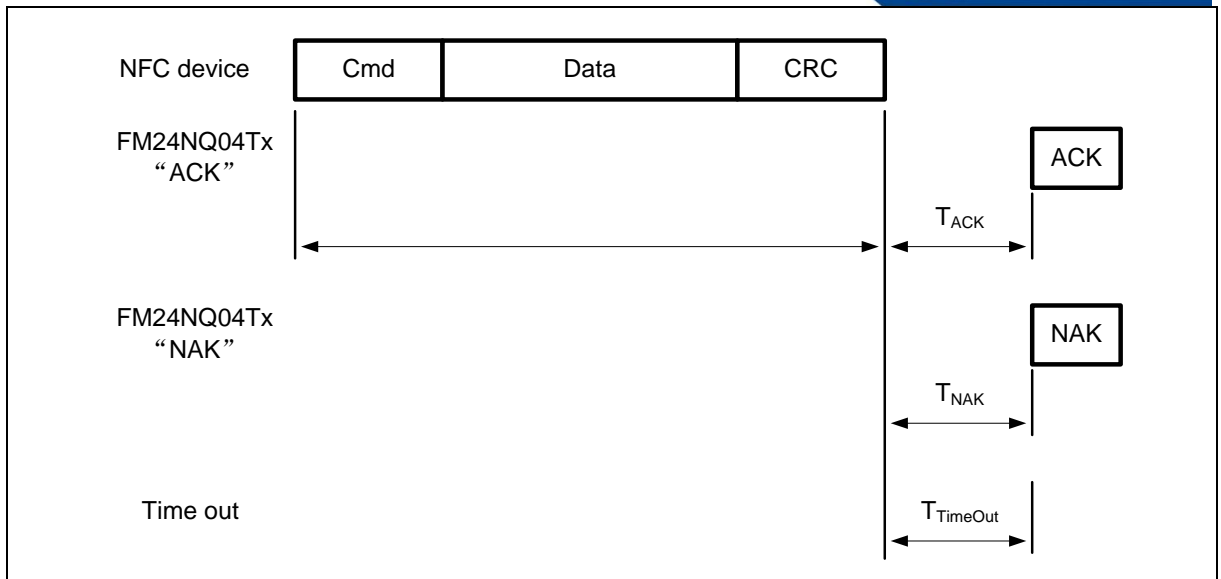 NFC device Cmd Data CRC
FM24NQ04Tx
“ACK”
ACK
TACK
FM24NQ04Tx
“NAK”
NAK
TNAK
Time out TTimeOut